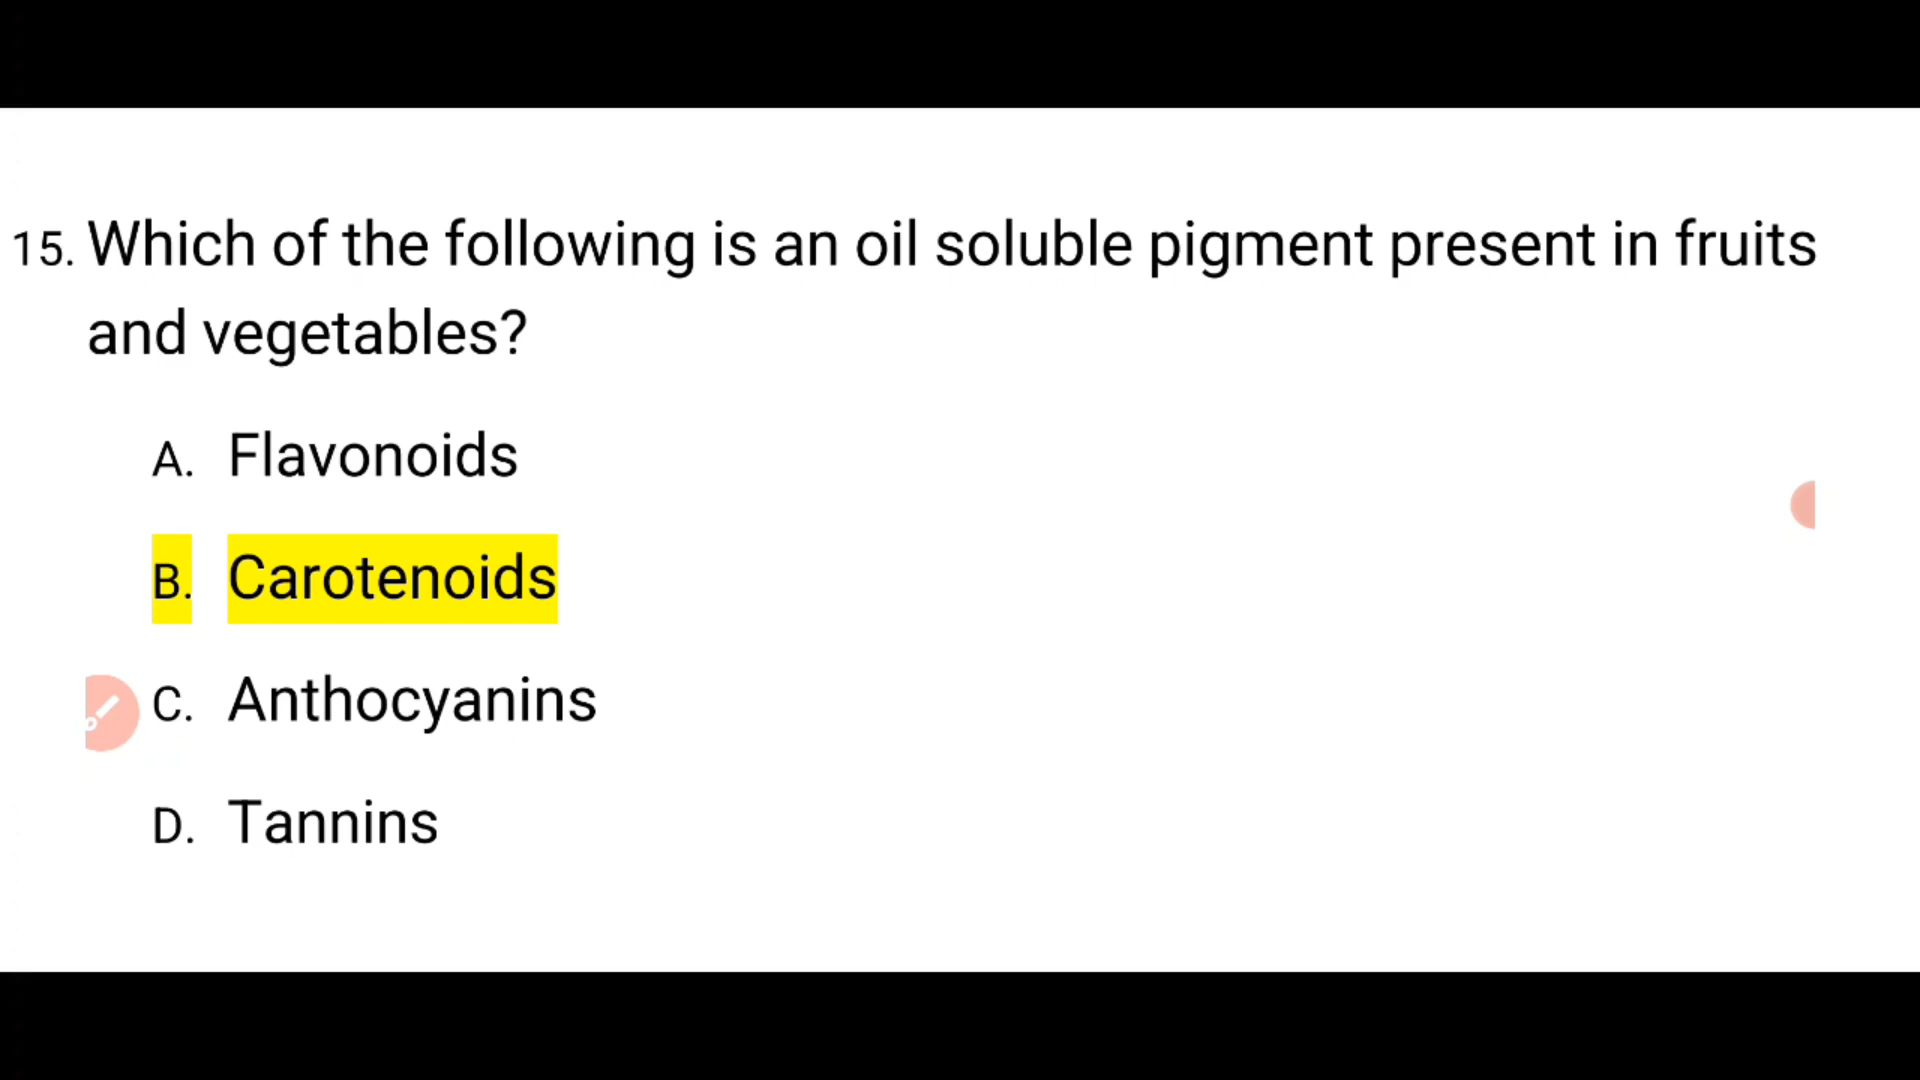 15. Which of the following is an oil soluble pigment present in fruits
and vegetables?
A. Flavonoids
B. Carotenoids
C. Anthocyanins
D. Tannins